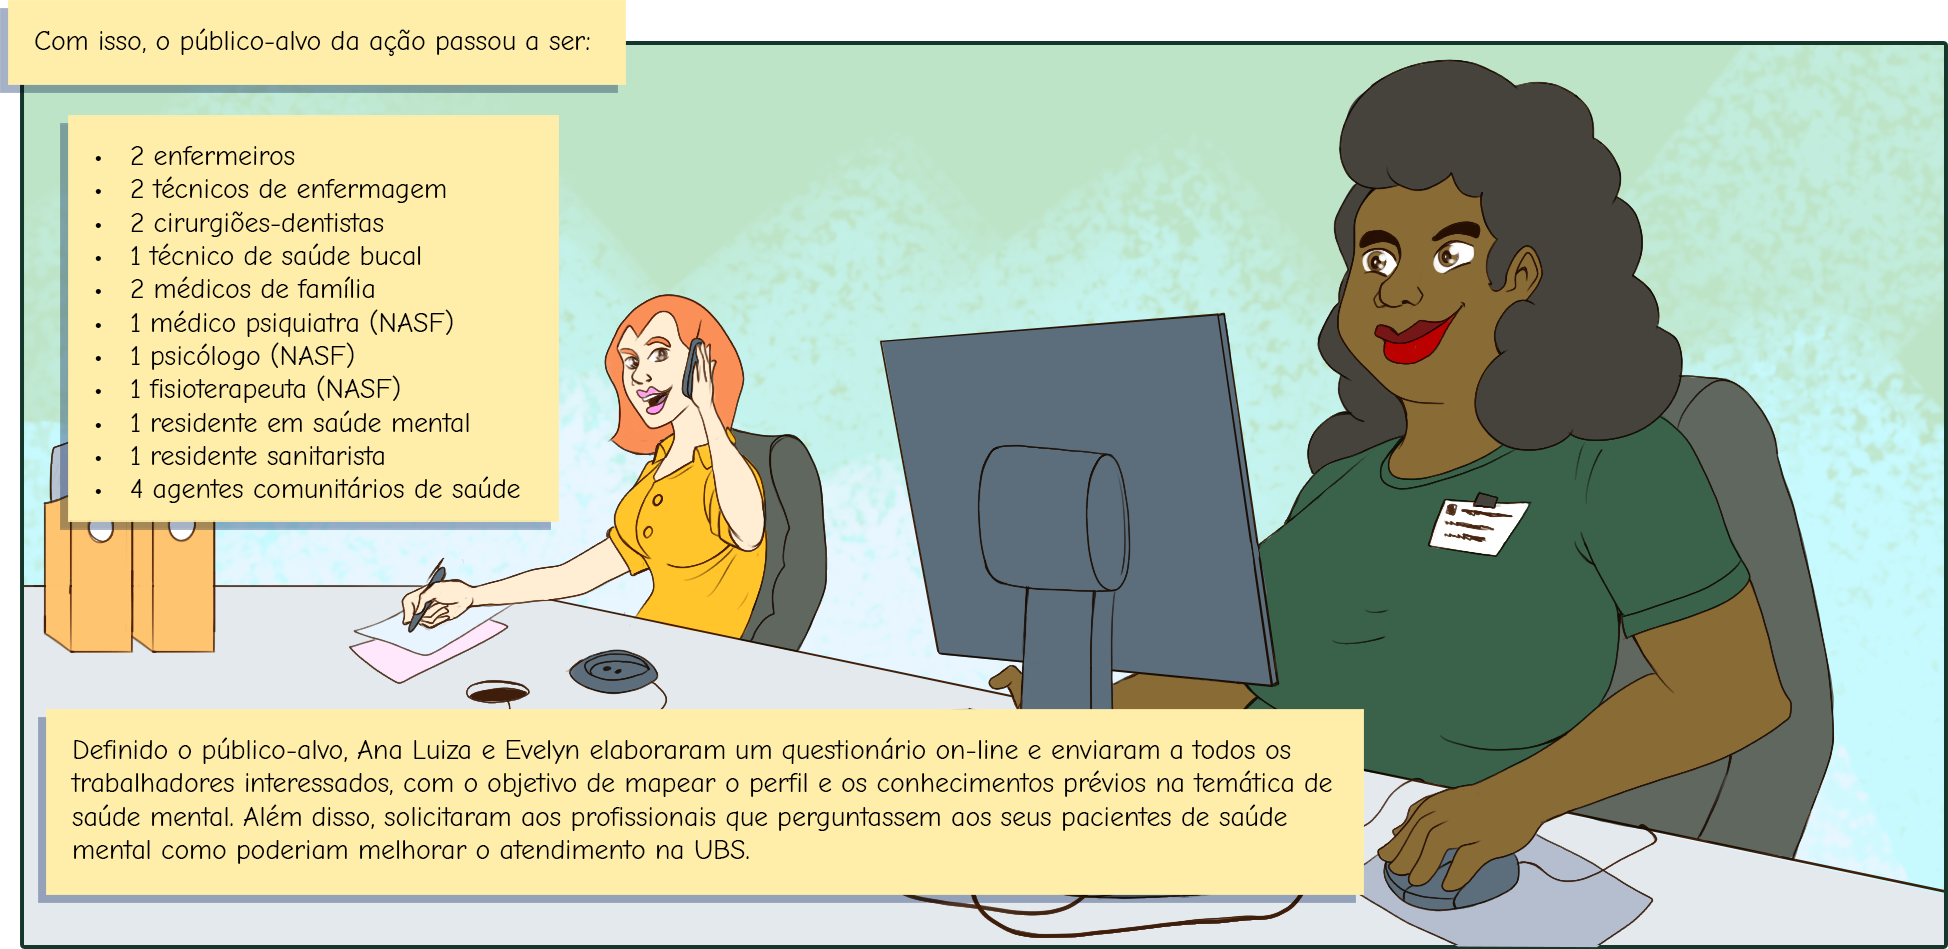 Com isso, o público-alvo da ação passou a ser:
• 2 enfermeiros
• 2 técnicos de enfermagem
• 2 cirurgiões-dentistas
• 1 técnico de saúde bucal
• 2 médicos de família
• 1 médico psiquiatra (NASF)
• 1 psicólogo (NASF)
• 1 fisioterapeuta (NASF)
• 1 residente em saúde mental
• 1 residente sanitarista
• 4 agentes comunitários de saúde
Definido o público-alvo, Ana Luiza e Evelyn elaboraram um questionário on-line e enviaram a todos os
trabalhadores interessados, com o objetivo de mapear o perfil e os conhecimentos prévios na temática de
saúde mental. Além disso, solicitaram aos profissionais que perguntassem aos seus pacientes de saúde
mental como poderiam melhorar o atendimento na UBS.